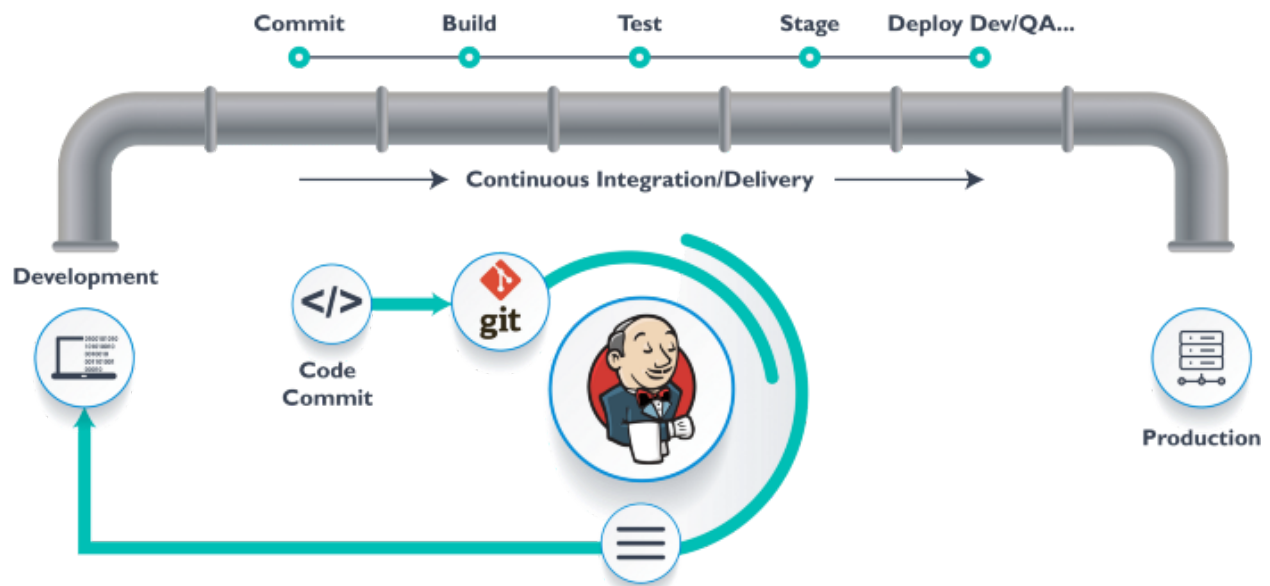 Commit Build Test Stage Deploy Dev/QA...
Continuous Integration/Delivery
Development
</>
git
Code
Commit
Production